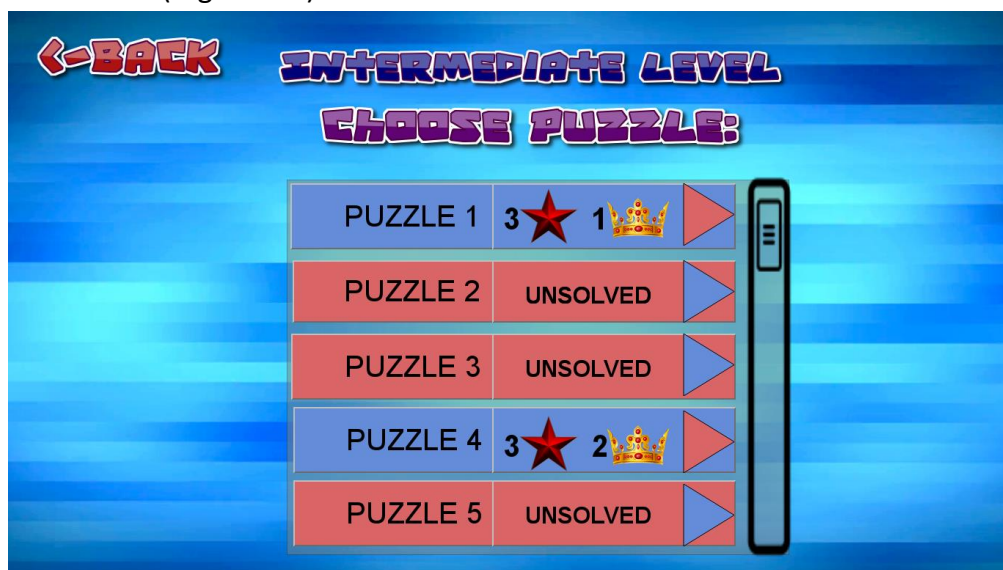 <-BACK
INTERMEDIATE LEVEL
CHOOSE PUZZLE:
PUZZLE 1 3 1
PUZZLE 2 UNSOLVED
PUZZLE 3 UNSOLVED
PUZZLE 4 3 2
PUZZLE 5 UNSOLVED